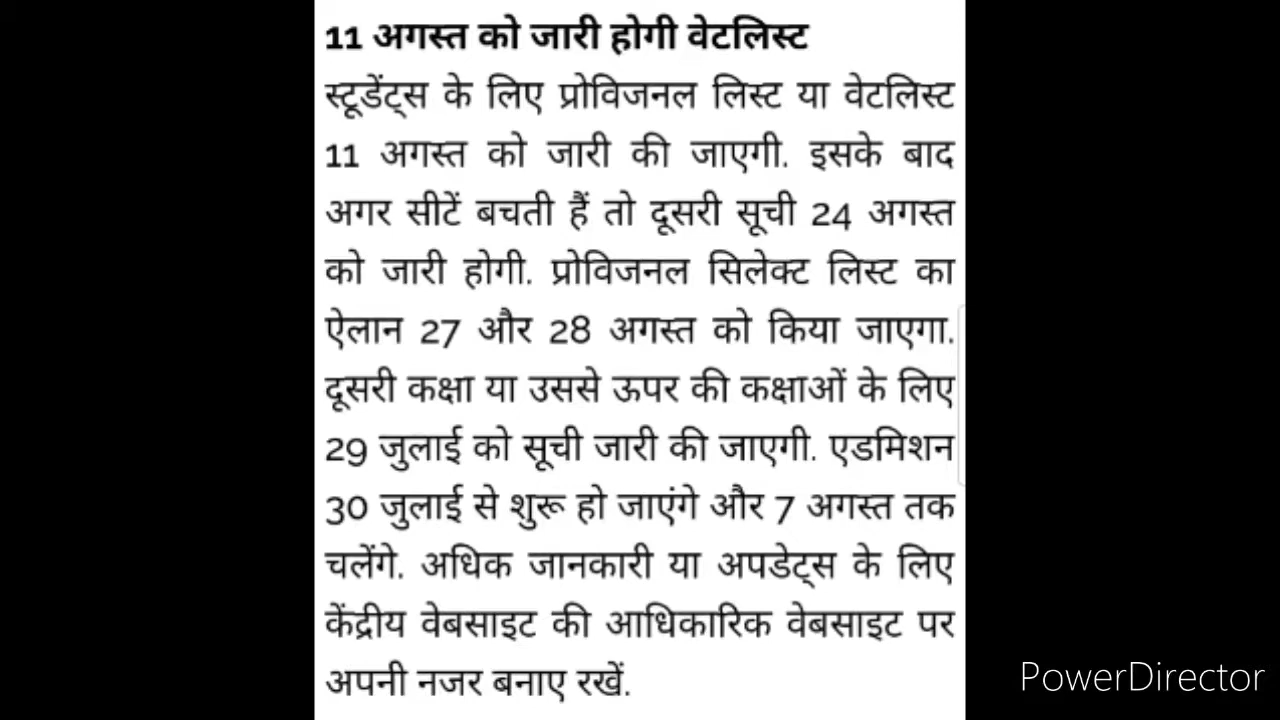 11 अगस्त को जारी होगी वेटलिस्ट
स्टूडेंट्स के लिए प्रोविजनल लिस्ट या वेटलिस्ट
11 अगस्त को जारी की जाएगी. इसके बाद
अगर सीटें बचती हैं तो दूसरी सूची 24 अगस्त
को जारी होगी. प्रोविजनल सिलेक्ट लिस्ट का
ऐलान 27 और 28 अगस्त को किया जाएगा.
दूसरी कक्षा या उससे ऊपर की कक्षाओं के लिए
29 जुलाई को सूची जारी की जाएगी. एडमिशन
30 जुलाई से शुरू हो जाएंगे और 7 अगस्त तक
चलेंगे. अधिक जानकारी या अपडेट्स के लिए
केंद्रीय वेबसाइट की आधिकारिक वेबसाइट पर
अपनी नजर बनाए रखें.
PowerDirector